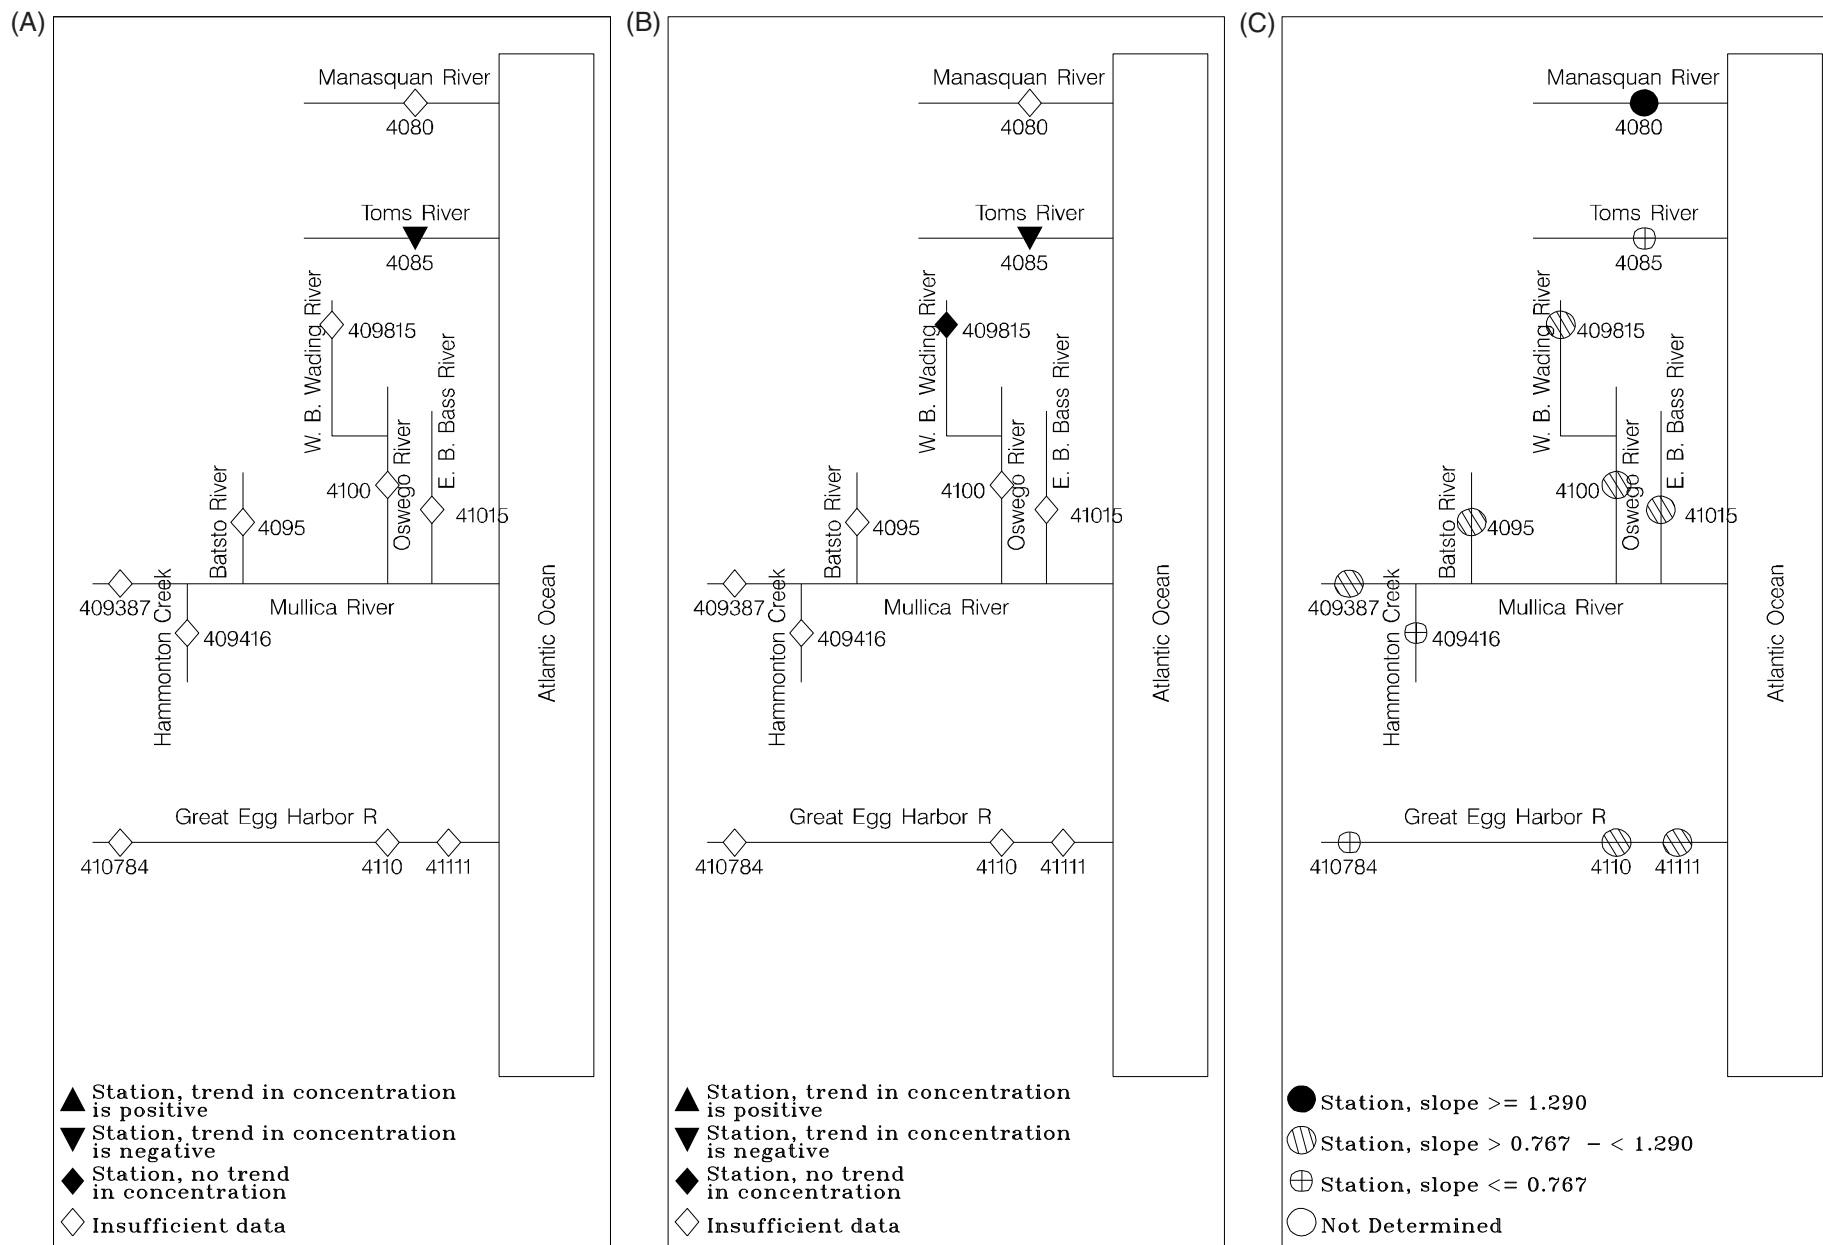 (A)
Manasquan River
4080
Toms River
4085
W. B. Wading River
409815
E. B. Bass River
Oswego River
4100
41015
Batsto River
4095
409387
Hammonton Creek
Mullica River
409416
Atlantic Ocean
Great Egg Harbor R
410784
4110
41111
Station, trend in concentration
is positive
Station, trend in concentration
is negative
Station, no trend
in concentration
Insufficient data
(B)
Manasquan River
4080
Toms River
4085
W. B. Wading River
409815
E. B. Bass River
Oswego River
4100
41015
Batsto River
4095
409387
Hammonton Creek
Mullica River
409416
Atlantic Ocean
Great Egg Harbor R
410784
4110
41111
Station, trend in concentration
is positive
Station, trend in concentration
is negative
Station, no trend
in concentration
Insufficient data
(C)
Manasquan River
4080
Toms River
4085
W. B. Wading River
409815
E. B. Bass River
Oswego River
4100
41015
Batsto River
4095
409387
Hammonton Creek
Mullica River
409416
Atlantic Ocean
Great Egg Harbor R
410784
4110
41111
Station, slope >= 1.290
Station, slope > 0.767 - < 1.290
Station, slope <= 0.767
Not Determined